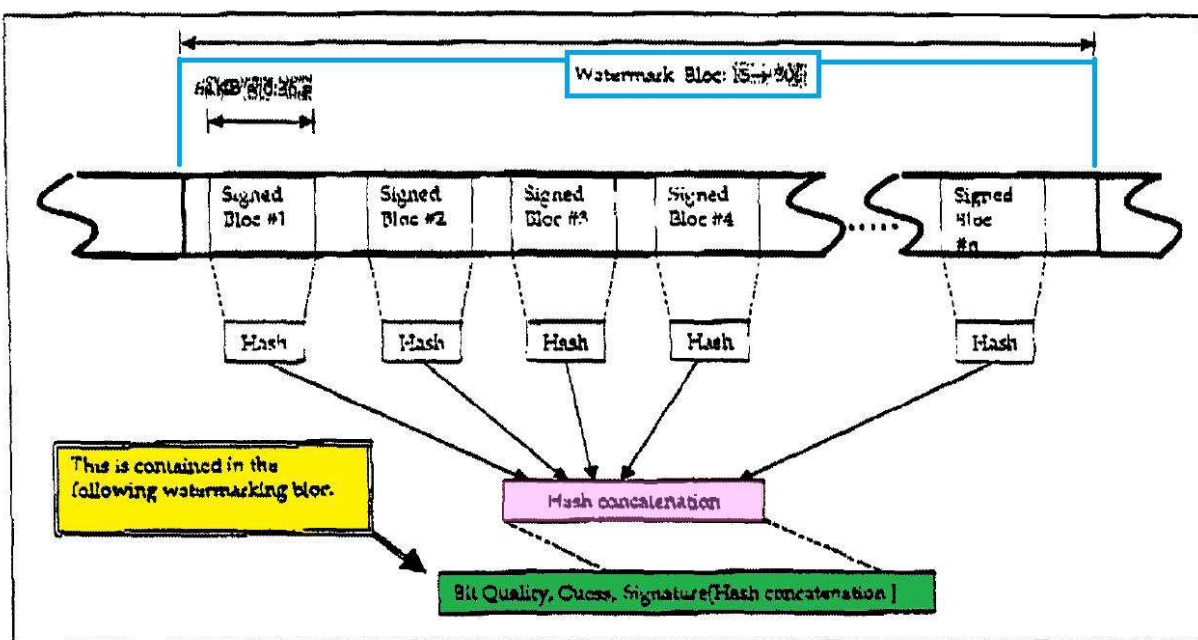 Watermark Bloc:
Signed
Bloc #1
Signed
Bloc #2
Signed
Bloc #3
Signed
Bloc #4
Signed
Bloc
#n
Hash
Hash
Hash
Hash
Hash
This is contained in the
following watermarking bloc.
Hash concatenation
Bit Quality, Signature[Hash concatenation ]